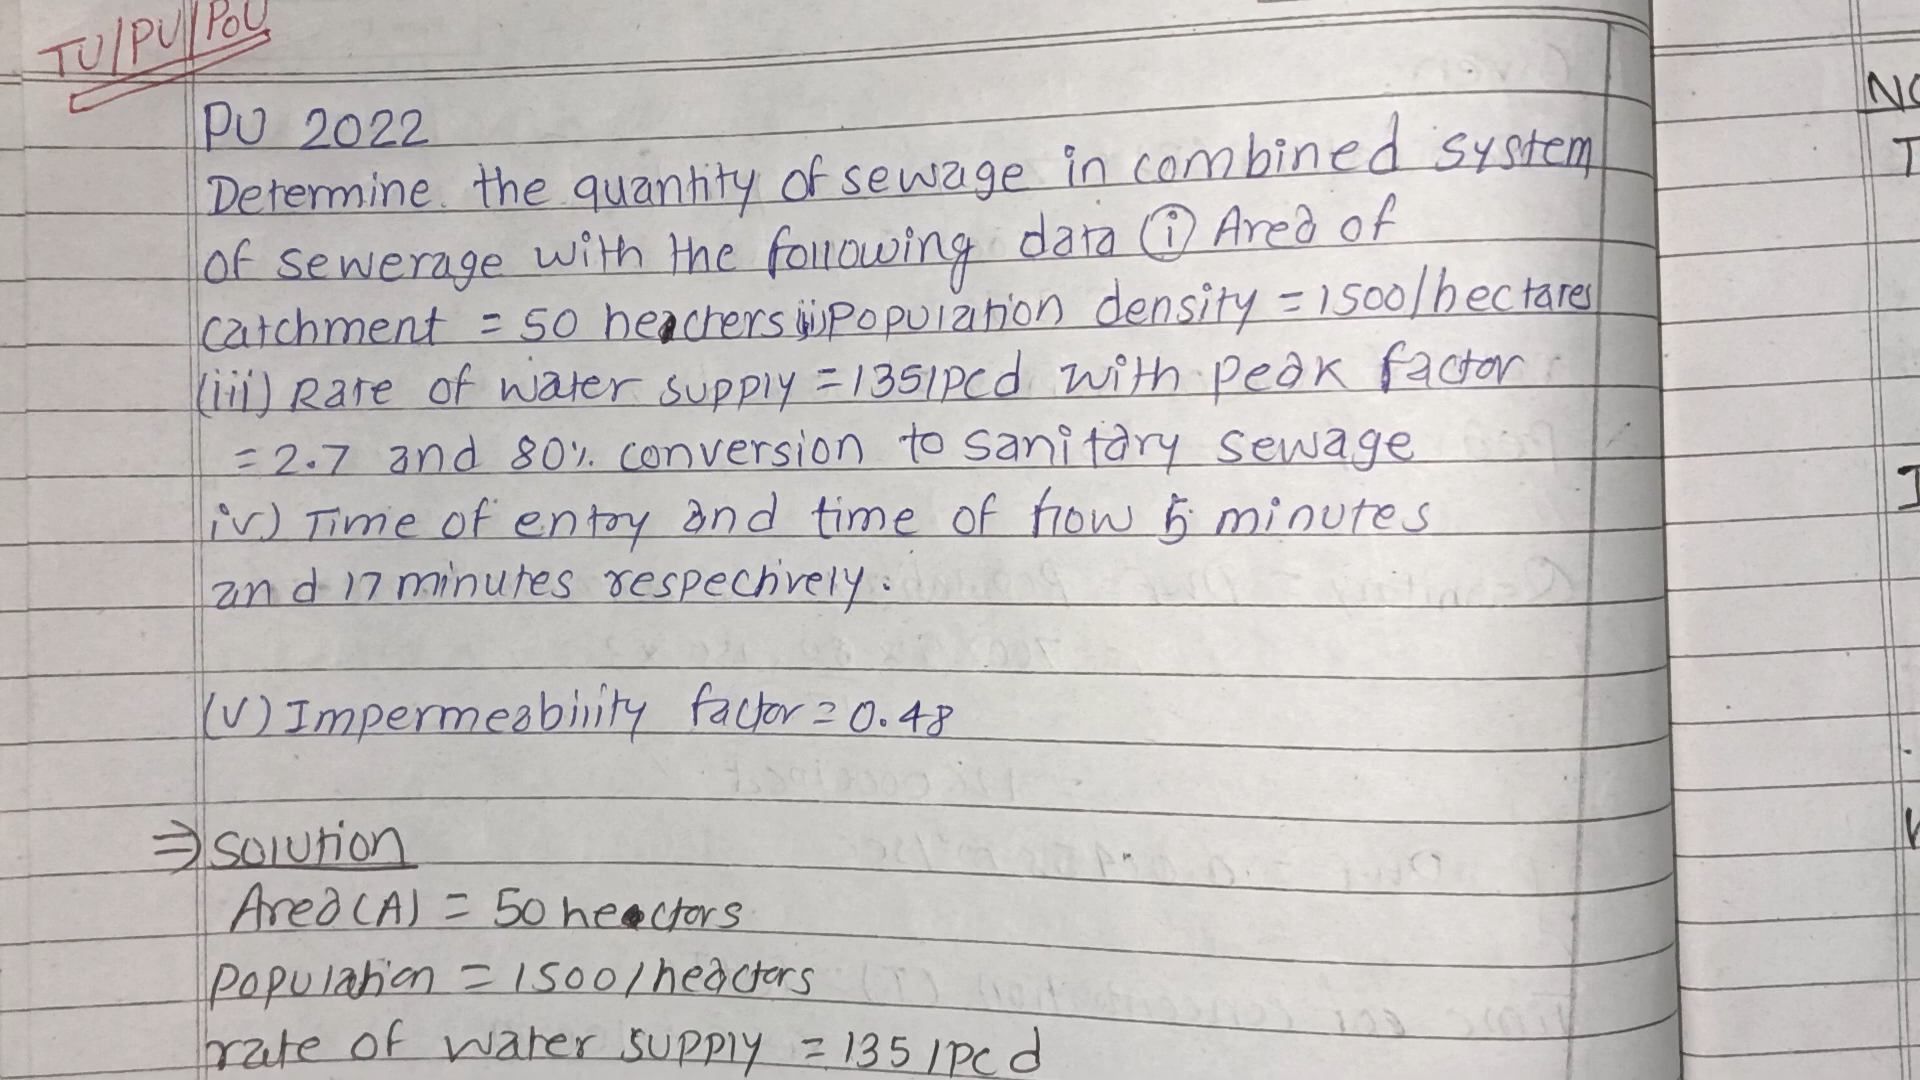 TU/PU/POU
PU 2022
Determine the quantity of sewage in combined system
of sewerage with the following data (i) Area of
catchment = 50 heacters (ii) Population density = 1500/hectares
(iii) Rate of water supply = 135lpcd with peak factor
= 2.7 and 80% conversion to sanitary sewage
iv) Time of entry and time of flow 5 minutes
and 17 minutes respectively.
(v) Impermeability factor = 0.48
⇒ Solution
Area (A) = 50 heactors
Population = 1500/heactors
rate of water supply = 135 lpcd
NO
T
I